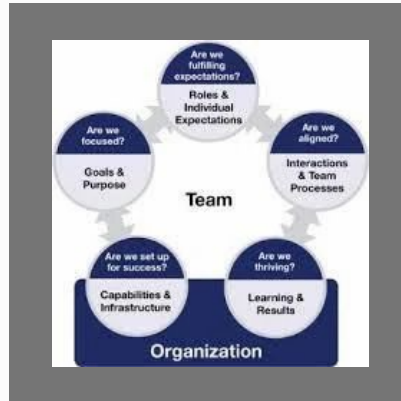 Are we
fulfilling
expectations?
Roles &
Individual
Expectations
Are we
focused?
Goals &
Purpose
Are we
aligned?
Interactions
& Team
Processes
Team
Are we set up
for success?
Capabilities &
Infrastructure
Are we
thriving?
Learning &
Results
Organization